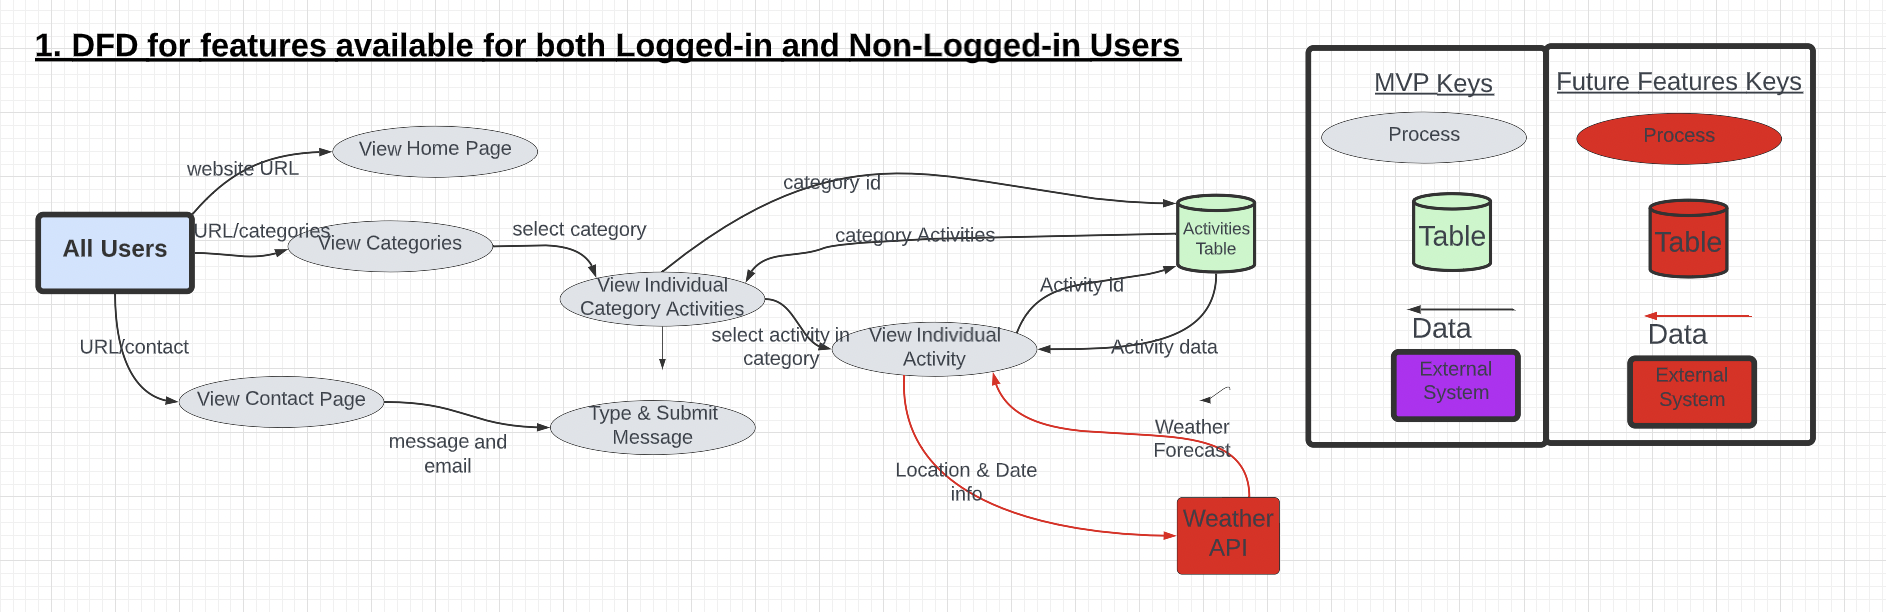 1. DFD for features available for both Logged-in and Non-Logged-in Users
MVP Keys
Future Features Keys
Process
Process
View Home Page
website URL
category id
Activities
Table
Table
Table
All Users
URL/categories
View Categories
select category
category Activities
View Individual
Category Activities
Activity id
Data
Data
URL/contact
select activity in
category
View Individual
Activity
Activity data
External
System
External
System
View Contact Page
message and
email
Type & Submit
Message
Weather
Forecast
Location & Date
info
Weather
API